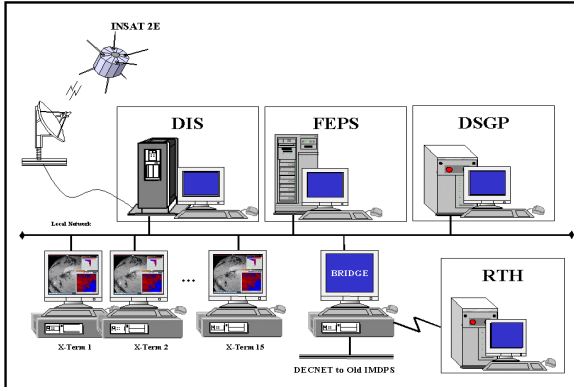 INSAT 2E
DIS
FEPS
DSGP
Local Network
BRIDGE
RTH
X-Term 1
X-Term 2
...
X-Term 15
DECNET to Old IMDPS